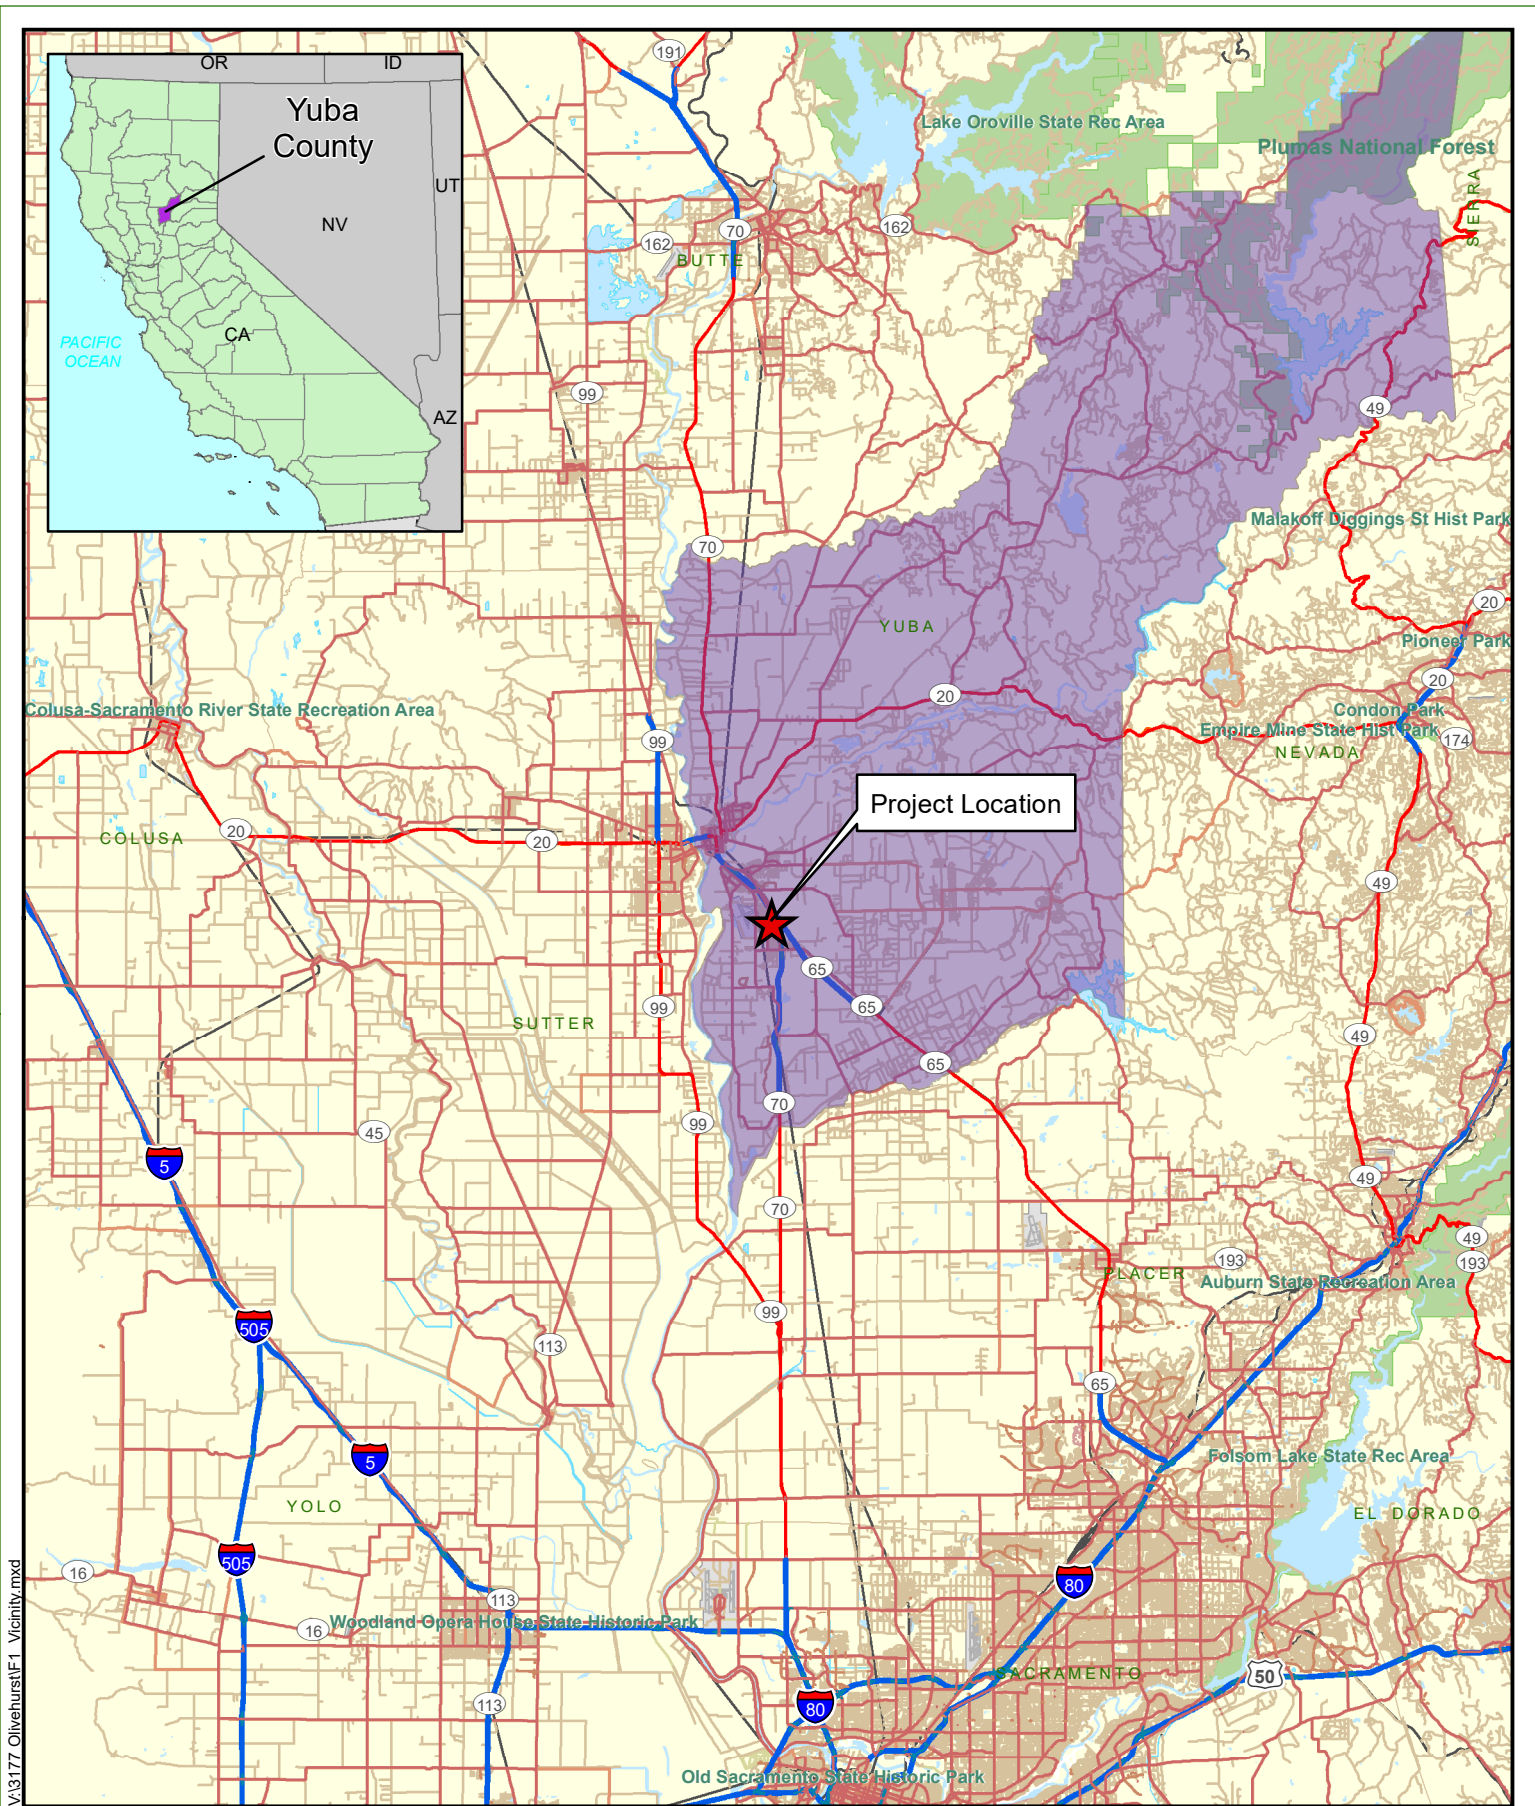 OR
ID
Yuba
County
UT
NV
CA
PACIFIC
OCEAN
AZ
191
Lake Oroville State Rec Area
Plumas National Forest
SIERRA
162
70
162
BUTTE
99
49
70
Malakoff Diggings St Hist Park
20
YUBA
Pioneer Park
20
20
Colusa-Sacramento River State Recreation Area
Condon Park
Empire Mine State Hist Park
174
NEVADA
99
Project Location
COLUSA
20
20
49
65
65
99
SUTTER
49
65
70
99
45
5
49
70
49
193
193
PLACER
Auburn State Recreation Area
99
505
113
65
5
Folsom Lake State Rec Area
YOLO
EL DORADO
505
16
80
113
16
Woodland Opera House State Historic Park
SACRAMENTO
50
113
80
Old Sacramento State Historic Park
V:\3177 Olivehurst\F1 Vicinity.mxd